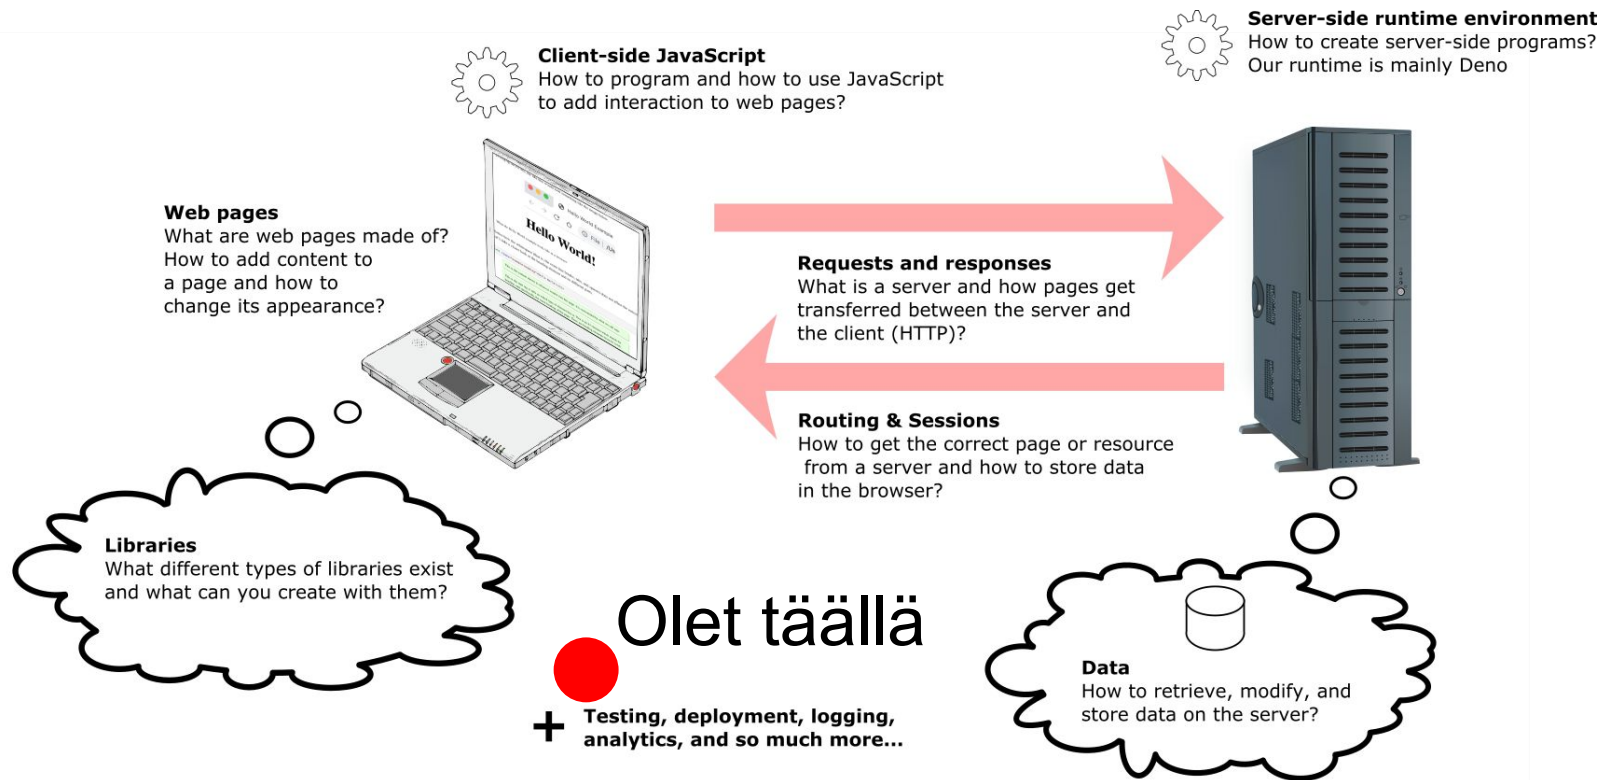 Server-side runtime environment
How to create server-side programs?
Our runtime is mainly Deno
Client-side JavaScript
How to program and how to use JavaScript
to add interaction to web pages?
Web pages
What are web pages made of?
How to add content to
a page and how to
change its appearance?
Hello World!
Requests and responses
What is a server and how pages get
transferred between the server and
the client (HTTP)?
Routing & Sessions
How to get the correct page or resource
from a server and how to store data
in the browser?
Libraries
What different types of libraries exist
and what can you create with them?
Olet täällä
Data
How to retrieve, modify, and
store data on the server?
+ Testing, deployment, logging,
analytics, and so much more...